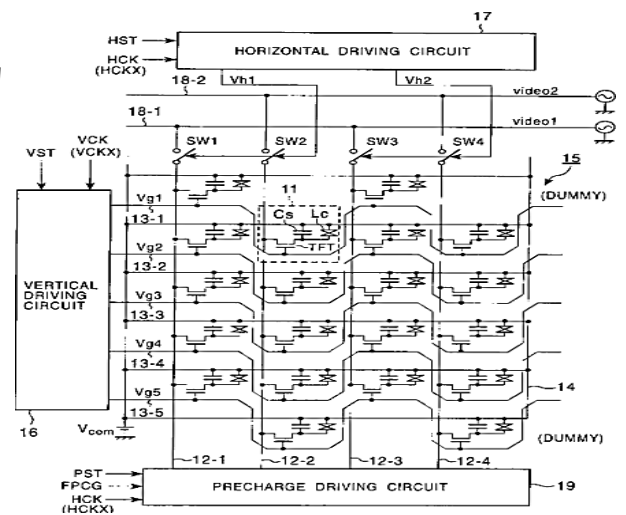 17
HST
HORIZONTAL DRIVING CIRCUIT
HCK
(HCKX)
Vh1
Vh2
18-2
video2
18-1
video1
VCK
(VCKX)
VST
SW1
SW2
SW3
SW4
15
(DUMMY)
11
Vg1
Cs
Lc
13-1
TFT
Vg2
13-2
VERTICAL
DRIVING
CIRCUIT
Vg3
13-3
Vg4
13-4
14
Vg5
13-5
16
Vcom
(DUMMY)
12-1
12-2
12-3
12-4
PST
FPCG
PRECHARGE DRIVING CIRCUIT
19
HCK
(HCKX)